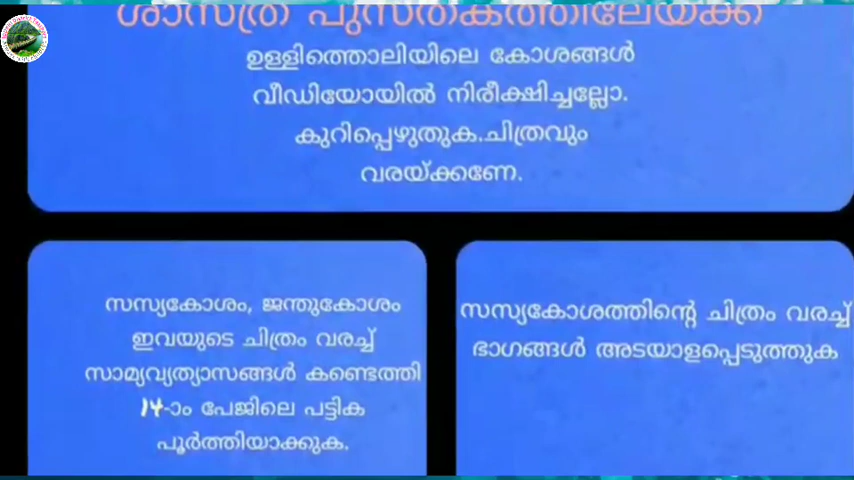 ശാസ്ത്ര പുസ്തകത്തിലേയ്ക്ക്
ഉള്ളിത്തൊലിയിലെ കോശങ്ങൾ
വീഡിയോയിൽ നിരീക്ഷിച്ചല്ലോ.
കുറിപ്പെഴുതുക.ചിത്രവും
വരയ്ക്കണേ.
സസ്യകോശം, ജന്തുകോശം
ഇവയുടെ ചിത്രം വരച്ച്
സാമ്യവ്യത്യാസങ്ങൾ കണ്ടെത്തി
14-ാം പേജിലെ പട്ടിക
പൂർത്തിയാക്കുക.
സസ്യകോശത്തിന്റെ ചിത്രം വരച്ച്
ഭാഗങ്ങൾ അടയാളപ്പെടുത്തുക